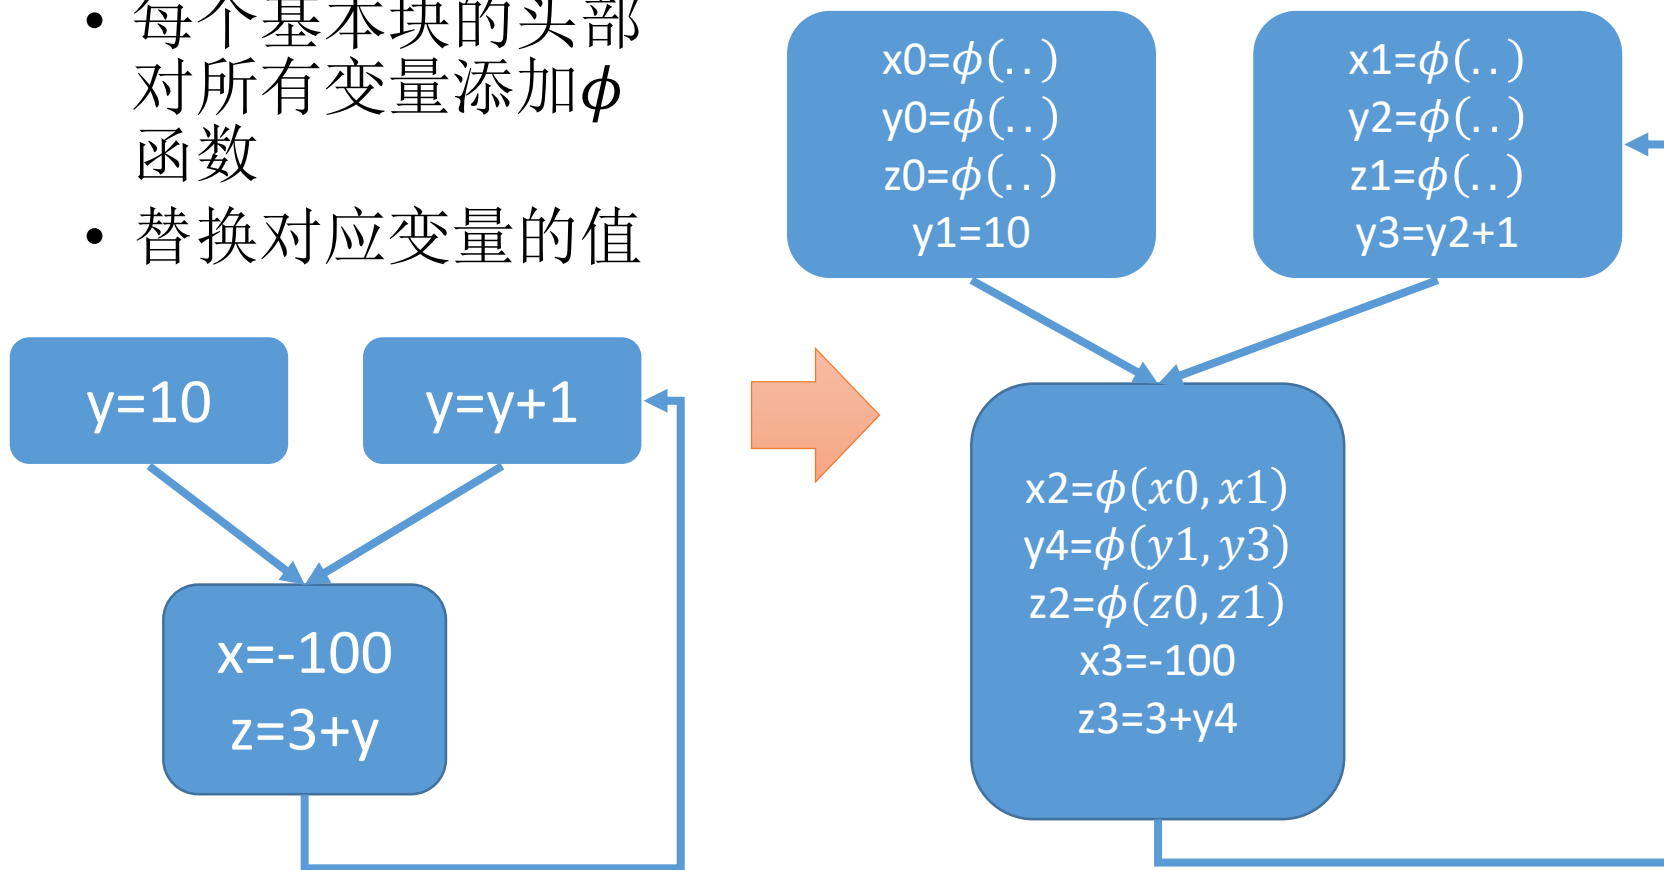 • 每个基本块的头部
对所有变量添加ϕ
函数
• 替换对应变量的值
y=10
y=y+1
x=-100
z=3+y
x0=ϕ(..)
y0=ϕ(..)
z0=ϕ(..)
y1=10
x1=ϕ(..)
y2=ϕ(..)
z1=ϕ(..)
y3=y2+1
x2=ϕ(x0,x1)
y4=ϕ(y1,y3)
z2=ϕ(z0,z1)
x3=-100
z3=3+y4